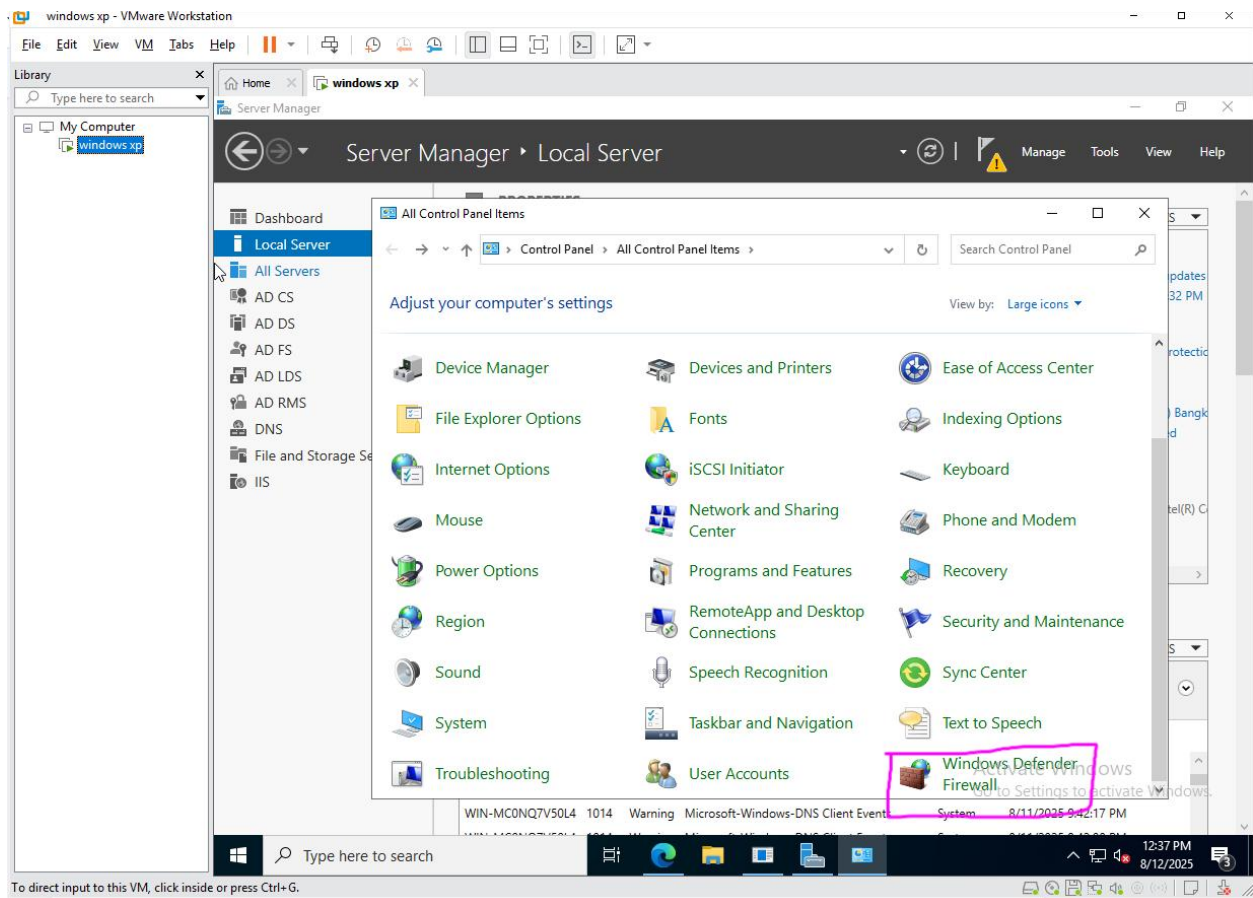 windows xp - VMware Workstation
File Edit View VM Tabs Help
Library
Type here to search
My Computer
windows xp
Home
windows xp
Server Manager
Server Manager • Local Server
Manage Tools View Help
Dashboard
Local Server
All Servers
AD CS
AD DS
AD FS
AD LDS
AD RMS
DNS
File and Storage Se
IIS
All Control Panel Items
Control Panel > All Control Panel Items >
Search Control Panel
Adjust your computer's settings
View by: Large icons
Device Manager
Devices and Printers
Ease of Access Center
File Explorer Options
Fonts
Indexing Options
Internet Options
iSCSI Initiator
Keyboard
Mouse
Network and Sharing
Center
Phone and Modem
Power Options
Programs and Features
Recovery
Region
RemoteApp and Desktop
Connections
Security and Maintenance
Sound
Speech Recognition
Sync Center
System
Taskbar and Navigation
Text to Speech
Troubleshooting
User Accounts
Windows Defender
Firewall
Activate Windows
Go to Settings to activate Windows.
pdates
32 PM
rotectic
) Bangk
ed
tel(R) C
WIN-MC0NQ7V50L4 1014 Warning Microsoft-Windows-DNS Client Events System 8/11/2025 9:42:17 PM
Type here to search
12:37 PM
8/12/2025
3
To direct input to this VM, click inside or press Ctrl+G.